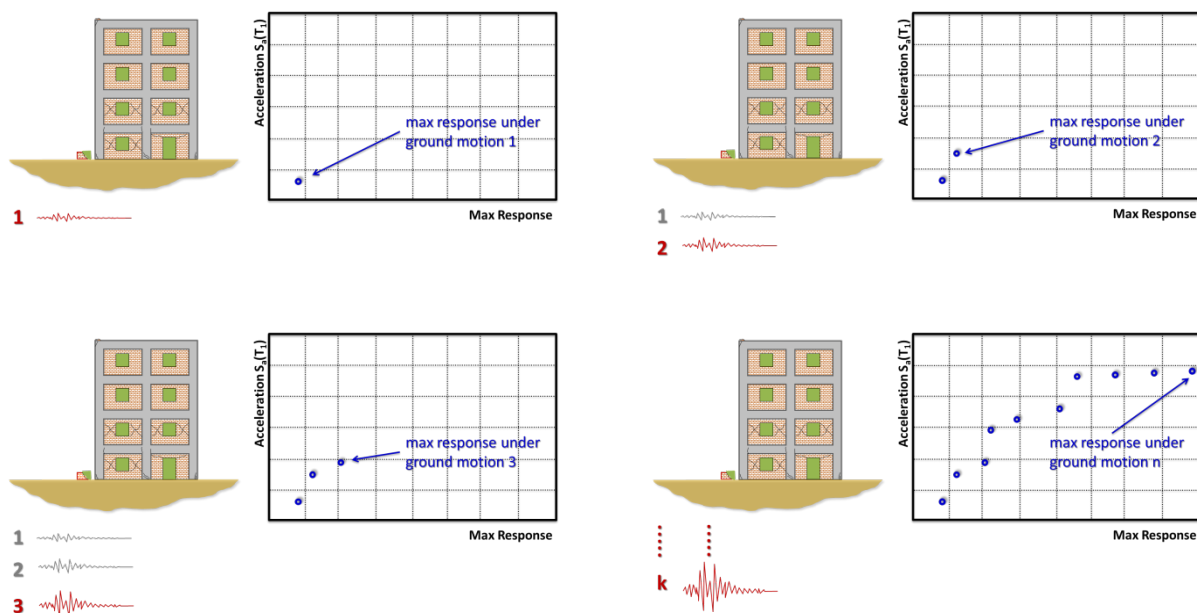 Acceleration Sₐ(T₁)
max response under
ground motion 1
Max Response
1
Acceleration Sₐ(T₁)
max response under
ground motion 2
Max Response
1
2
Acceleration Sₐ(T₁)
max response under
ground motion 3
Max Response
1
2
3
Acceleration Sₐ(T₁)
max response under
ground motion n
Max Response
k